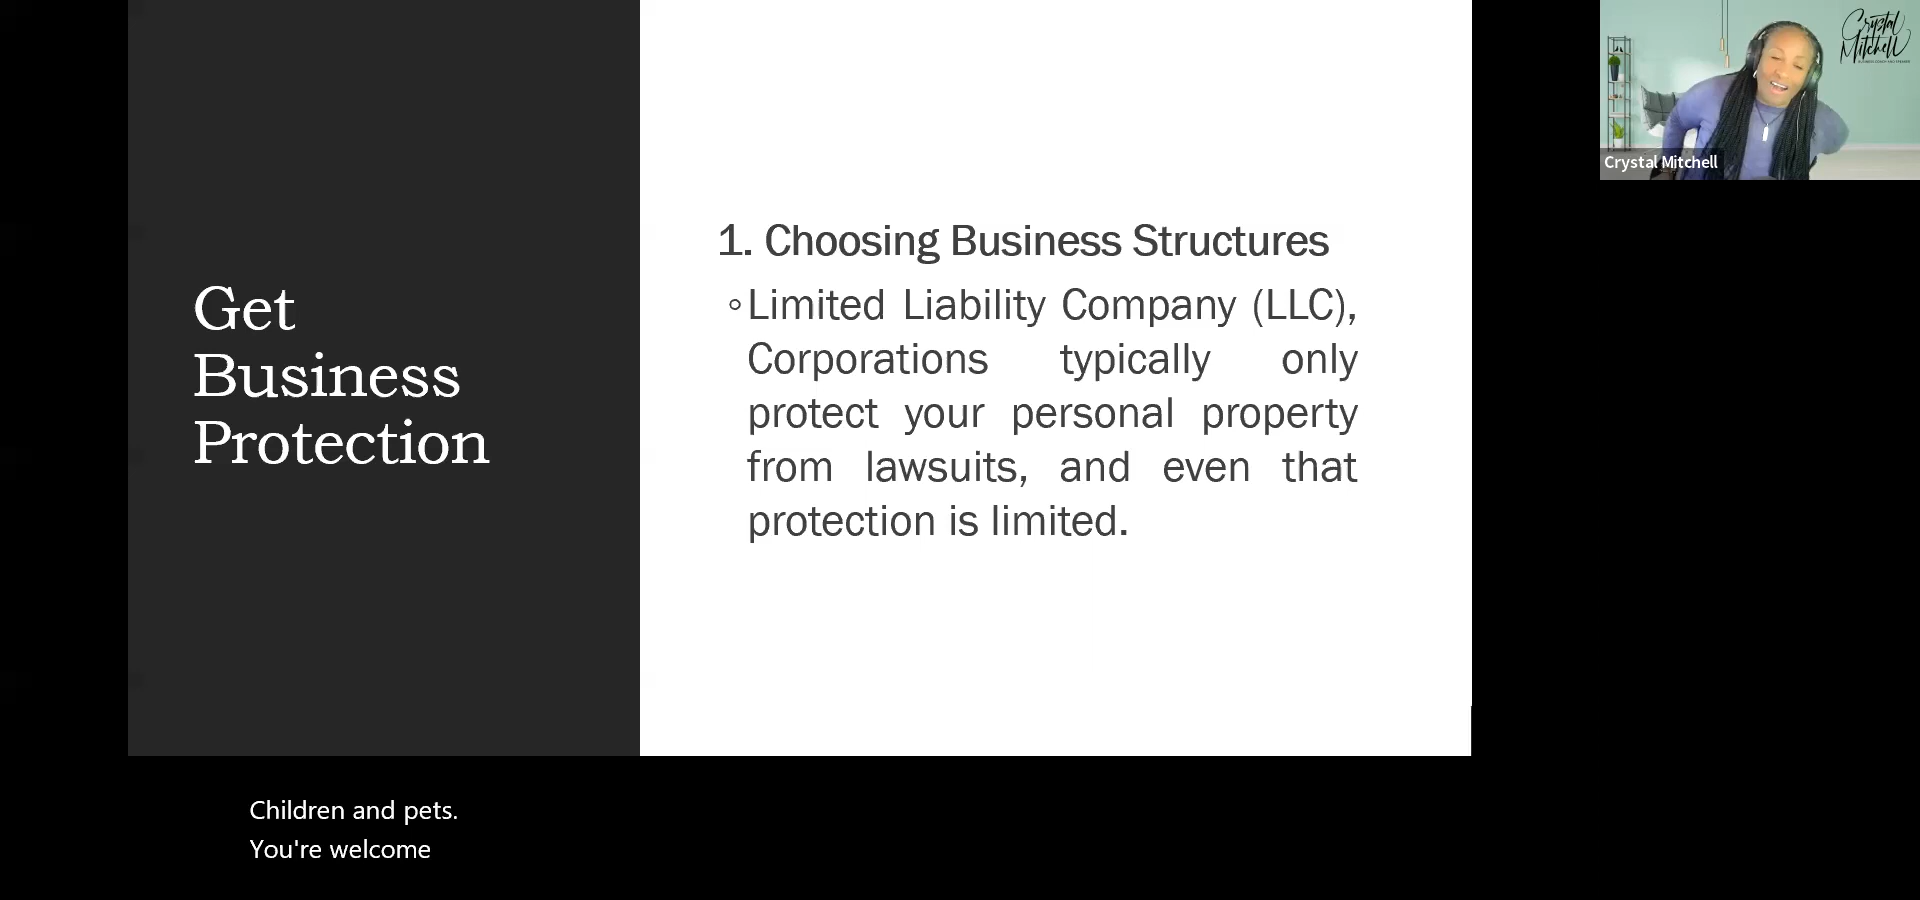 Get
Business
Protection
1. Choosing Business Structures
◦Limited Liability Company (LLC),
Corporations typically only
protect your personal property
from lawsuits, and even that
protection is limited.
Crystal
Mitchell
Crystal Mitchell
Children and pets.
You're welcome